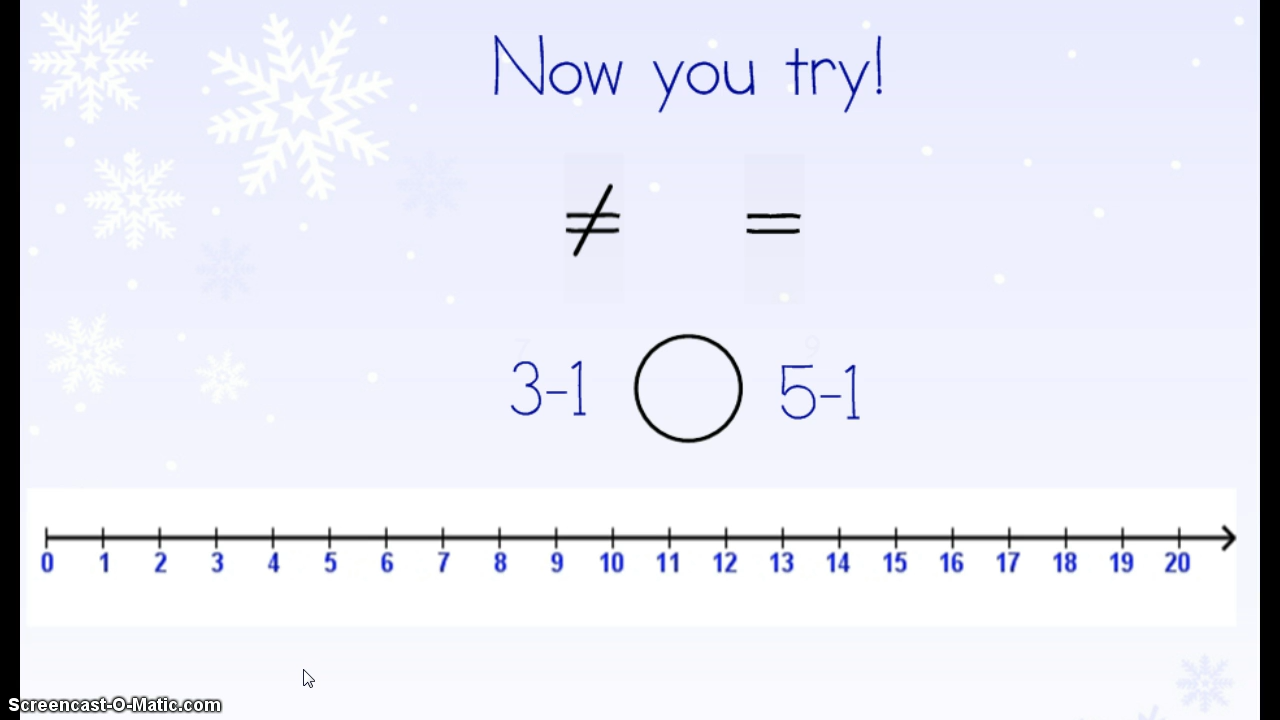 Now you try!
≠ =
3-1 5-1
0 1 2 3 4 5 6 7 8 9 10 11 12 13 14 15 16 17 18 19 20
Screencast-O-Matic.com